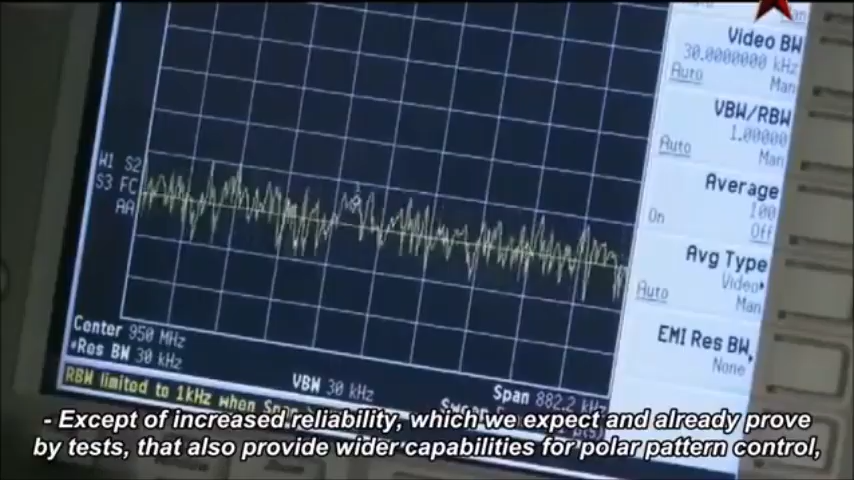 Video BW
30.0000000 kHz
Auto Man
VBW/RBW
1.00000
Auto Man
Average
100
On Off
Avg Type
Video
Auto Man
EMI Res BW
None
W1 S2
S3 FC
AA
Center 950 MHz
*Res BW 30 kHz
VBW 30 kHz
Span 882.2 kHz
RBW limited to 1kHz when Span
- Except of increased reliability, which we expect and already prove
by tests, that also provide wider capabilities for polar pattern control,